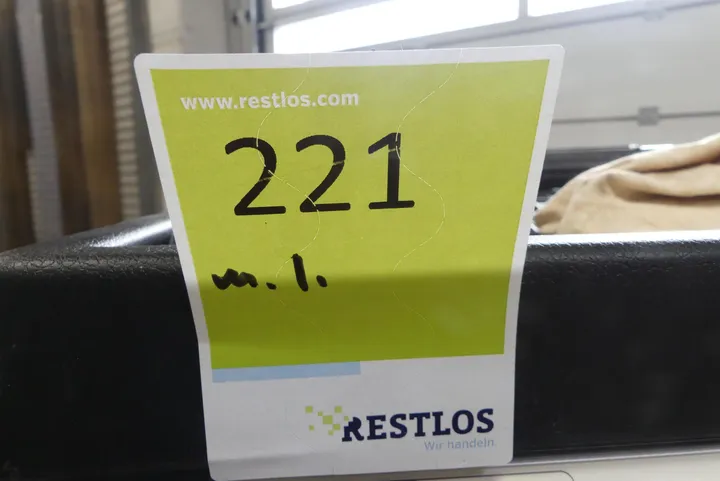 www.restlos.com
221
m. l.
RESTLOS
Wir handeln.